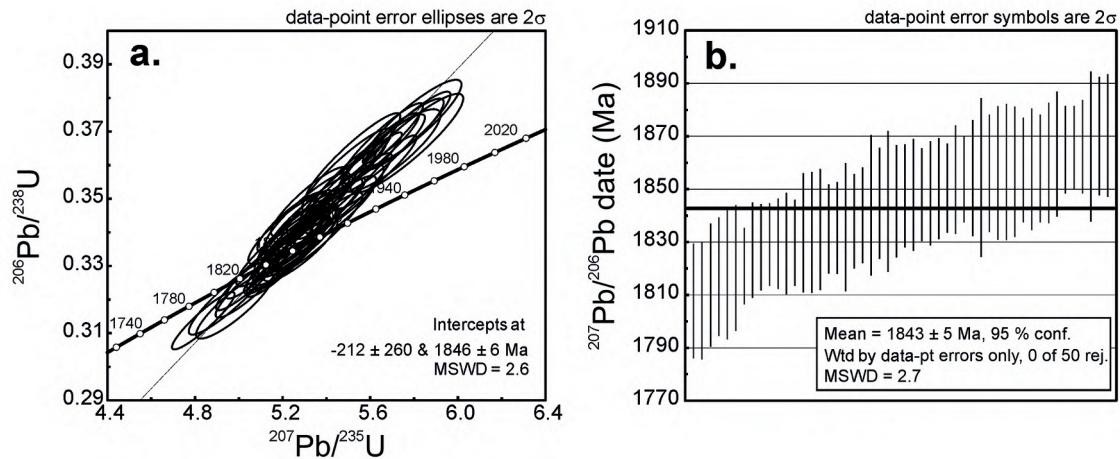 data-point error ellipses are 2σ
a.
0.39
0.37
0.35
0.33
0.31
0.29
²⁰⁶Pb/²³⁸U
2020
1980
1940
1820
1780
1740
Intercepts at
-212 ± 260 & 1846 ± 6 Ma
MSWD = 2.6
4.4 4.8 5.2 5.6 6.0 6.4
²⁰⁷Pb/²³⁵U
data-point error symbols are 2σ
b.
1910
1890
1870
1850
1830
1810
1790
1770
²⁰⁷Pb/²⁰⁶Pb date (Ma)
Mean = 1843 ± 5 Ma, 95 % conf.
Wtd by data-pt errors only, 0 of 50 rej.
MSWD = 2.7